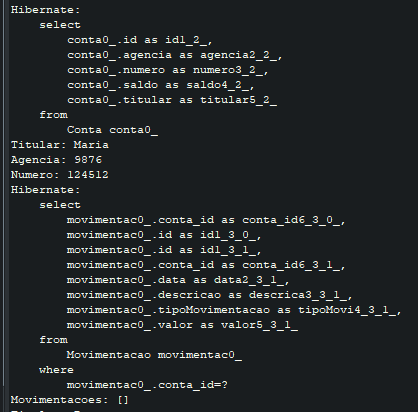 Hibernate:
select
conta0_.id as id1_2_,
conta0_.agencia as agencia2_2_,
conta0_.numero as numero3_2_,
conta0_.saldo as saldo4_2_,
conta0_.titular as titular5_2_
from
Conta conta0_
Titular: Maria
Agencia: 9876
Numero: 124512
Hibernate:
select
movimentac0_.conta_id as conta_id6_3_0_,
movimentac0_.id as id1_3_0_,
movimentac0_.id as id1_3_1_,
movimentac0_.conta_id as conta_id6_3_1_,
movimentac0_.data as data2_3_1_,
movimentac0_.descricao as descrica3_3_1_,
movimentac0_.tipoMovimentacao as tipoMovi4_3_1_,
movimentac0_.valor as valor5_3_1_
from
Movimentacao movimentac0_
where
movimentac0_.conta_id=?
Movimentacoes: []